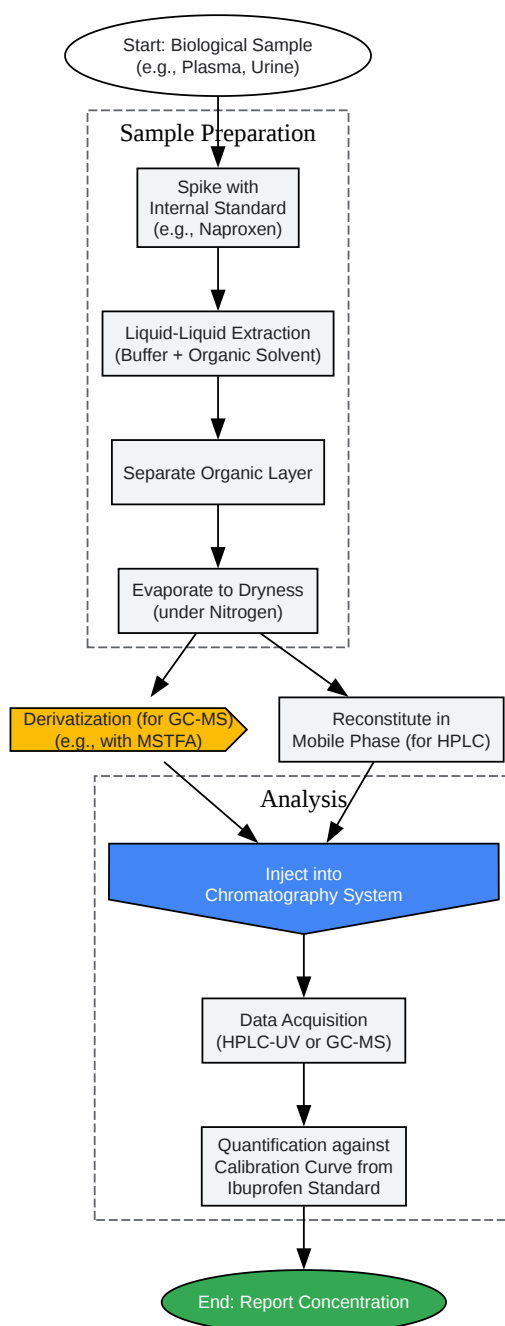 Start: Biological Sample
(e.g., Plasma, Urine)
Sample Preparation
Spike with
Internal Standard
(e.g., Naproxen)
Liquid-Liquid Extraction
(Buffer + Organic Solvent)
Separate Organic Layer
Evaporate to Dryness
(under Nitrogen)
Derivatization (for GC-MS)
(e.g., with MSTFA)
Reconstitute in
Mobile Phase (for HPLC)
Analysis
Inject into
Chromatography System
Data Acquisition
(HPLC-UV or GC-MS)
Quantification against
Calibration Curve from
Ibuprofen Standard
End: Report Concentration